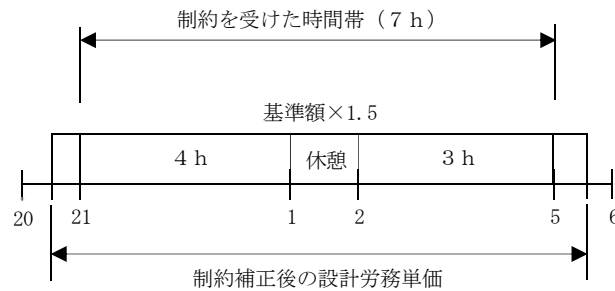 制約を受けた時間帯（７ｈ）
基準額×1.5
４ｈ
休憩
３ｈ
20 21 1 2 5 6
制約補正後の設計労務単価